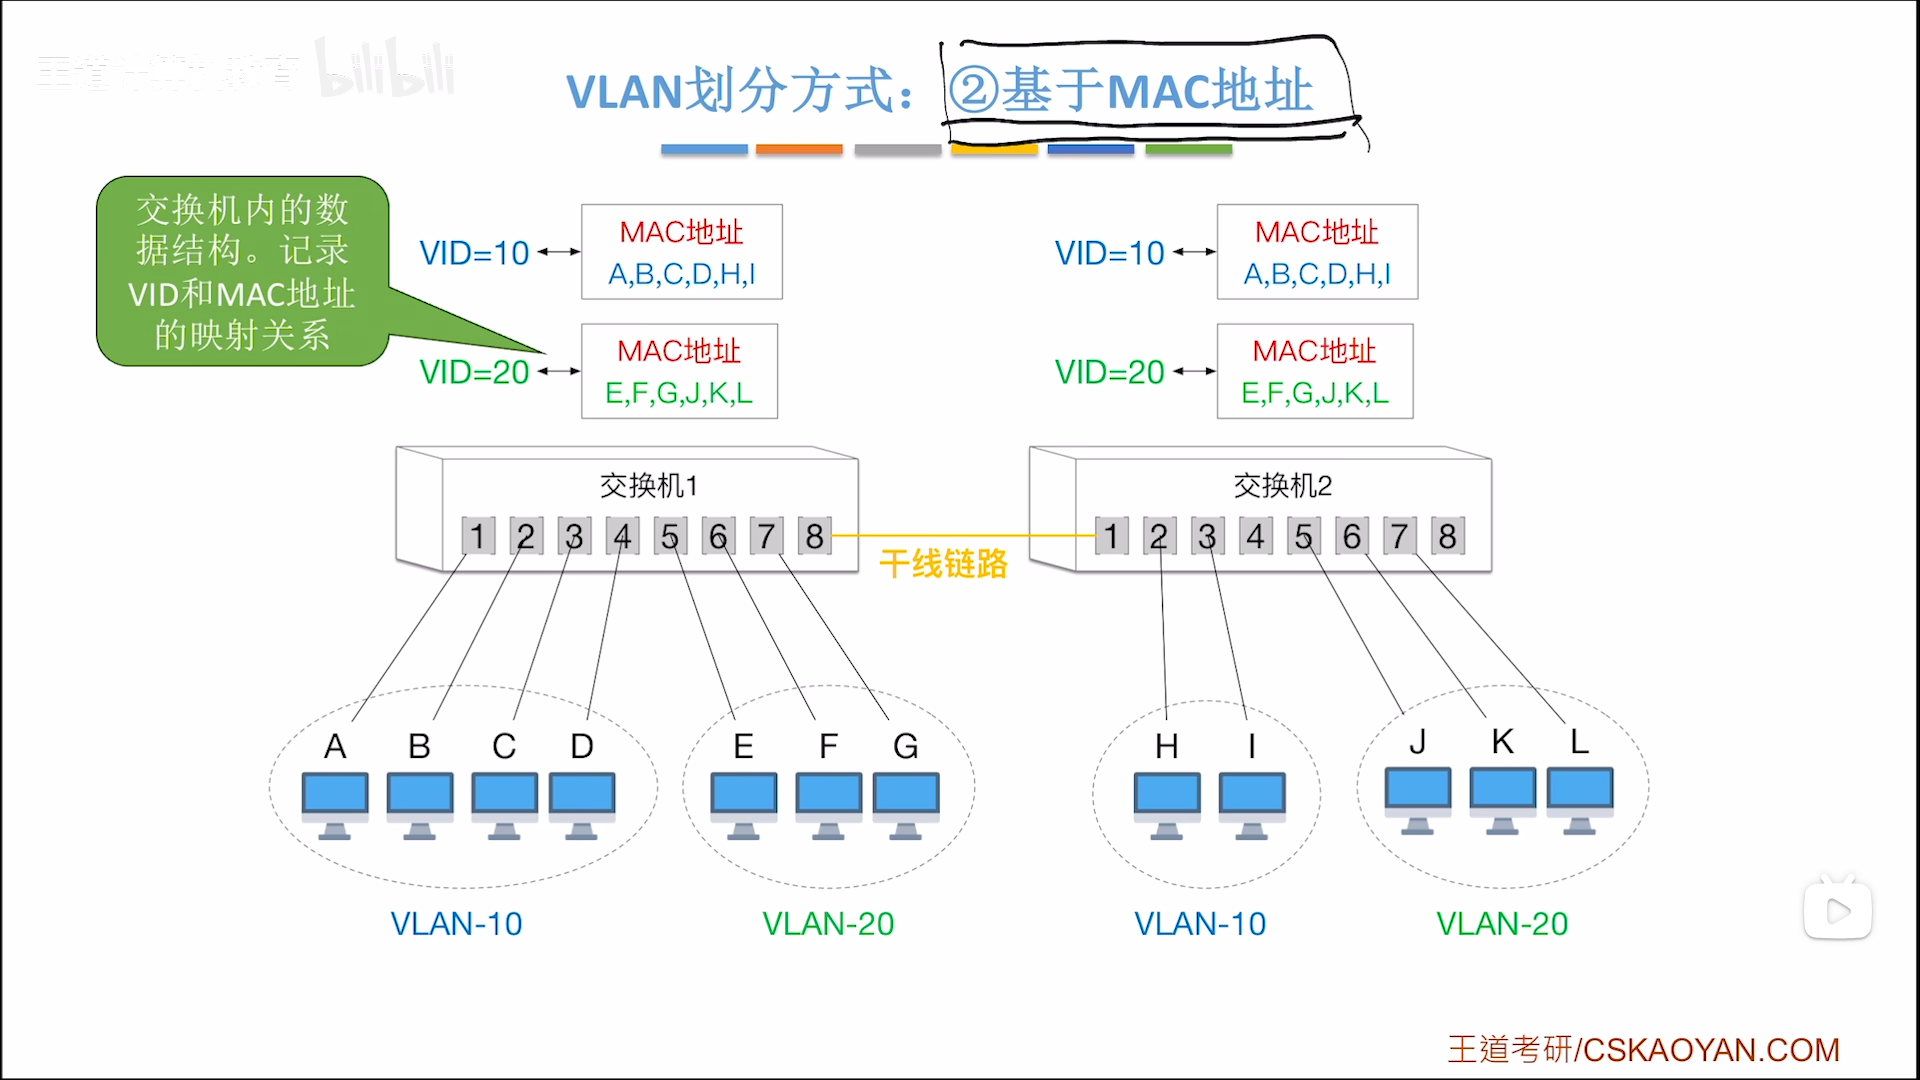 王道计算机教育 bilibili
VLAN划分方式：②基于MAC地址
交换机内的数
据结构。记录
VID和MAC地址
的映射关系
VID=10
MAC地址
A,B,C,D,H,I
VID=20
MAC地址
E,F,G,J,K,L
VID=10
MAC地址
A,B,C,D,H,I
VID=20
MAC地址
E,F,G,J,K,L
交换机1
1 2 3 4 5 6 7 8
干线链路
交换机2
1 2 3 4 5 6 7 8
A B C D
E F G
H I
J K L
VLAN-10
VLAN-20
VLAN-10
VLAN-20
王道考研/CSKAOYAN.COM